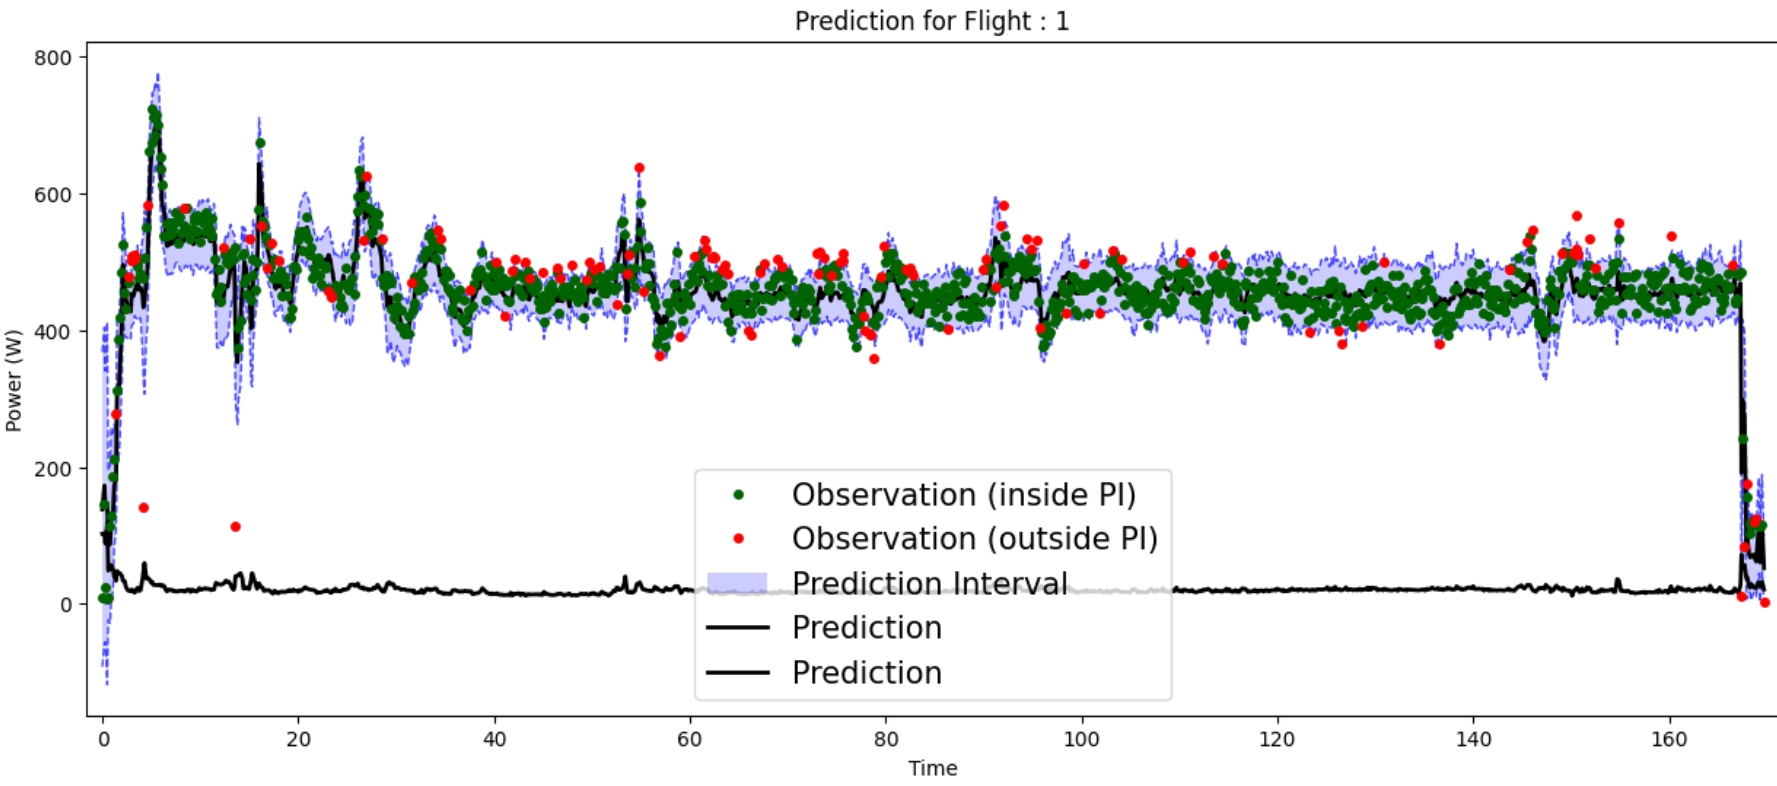 Prediction for Flight : 1
800
600
400
200
0
Power (W)
Observation (inside PI)
Observation (outside PI)
Prediction Interval
Prediction
Prediction
0 20 40 60 80 100 120 140 160
Time